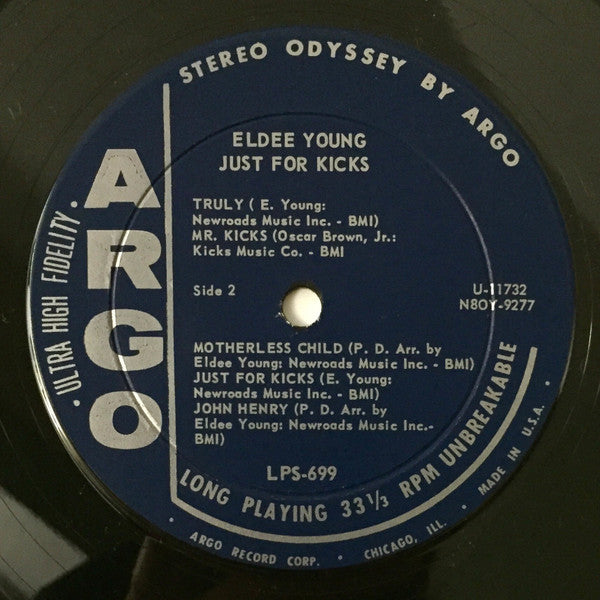 STEREO ODYSSEY BY ARGO
ELDEE YOUNG
JUST FOR KICKS
ARGO
· ULTRA HIGH FIDELITY ·
TRULY ( E. Young:
Newroads Music Inc. - BMI)
MR. KICKS (Oscar Brown, Jr.:
Kicks Music Co. - BMI
Side 2
U-11732
N8OY-9277
MOTHERLESS CHILD (P. D. Arr. by
Eldee Young: Newroads Music Inc. - BMI)
JUST FOR KICKS (E. Young:
Newroads Music Inc. - BMI)
JOHN HENRY (P. D. Arr. by
Eldee Young: Newroads Music Inc.-
BMI)
LPS-699
LONG PLAYING 33 1/3 RPM UNBREAKABLE
· ARGO RECORD CORP. · CHICAGO, ILL. · MADE IN U.S.A. ·